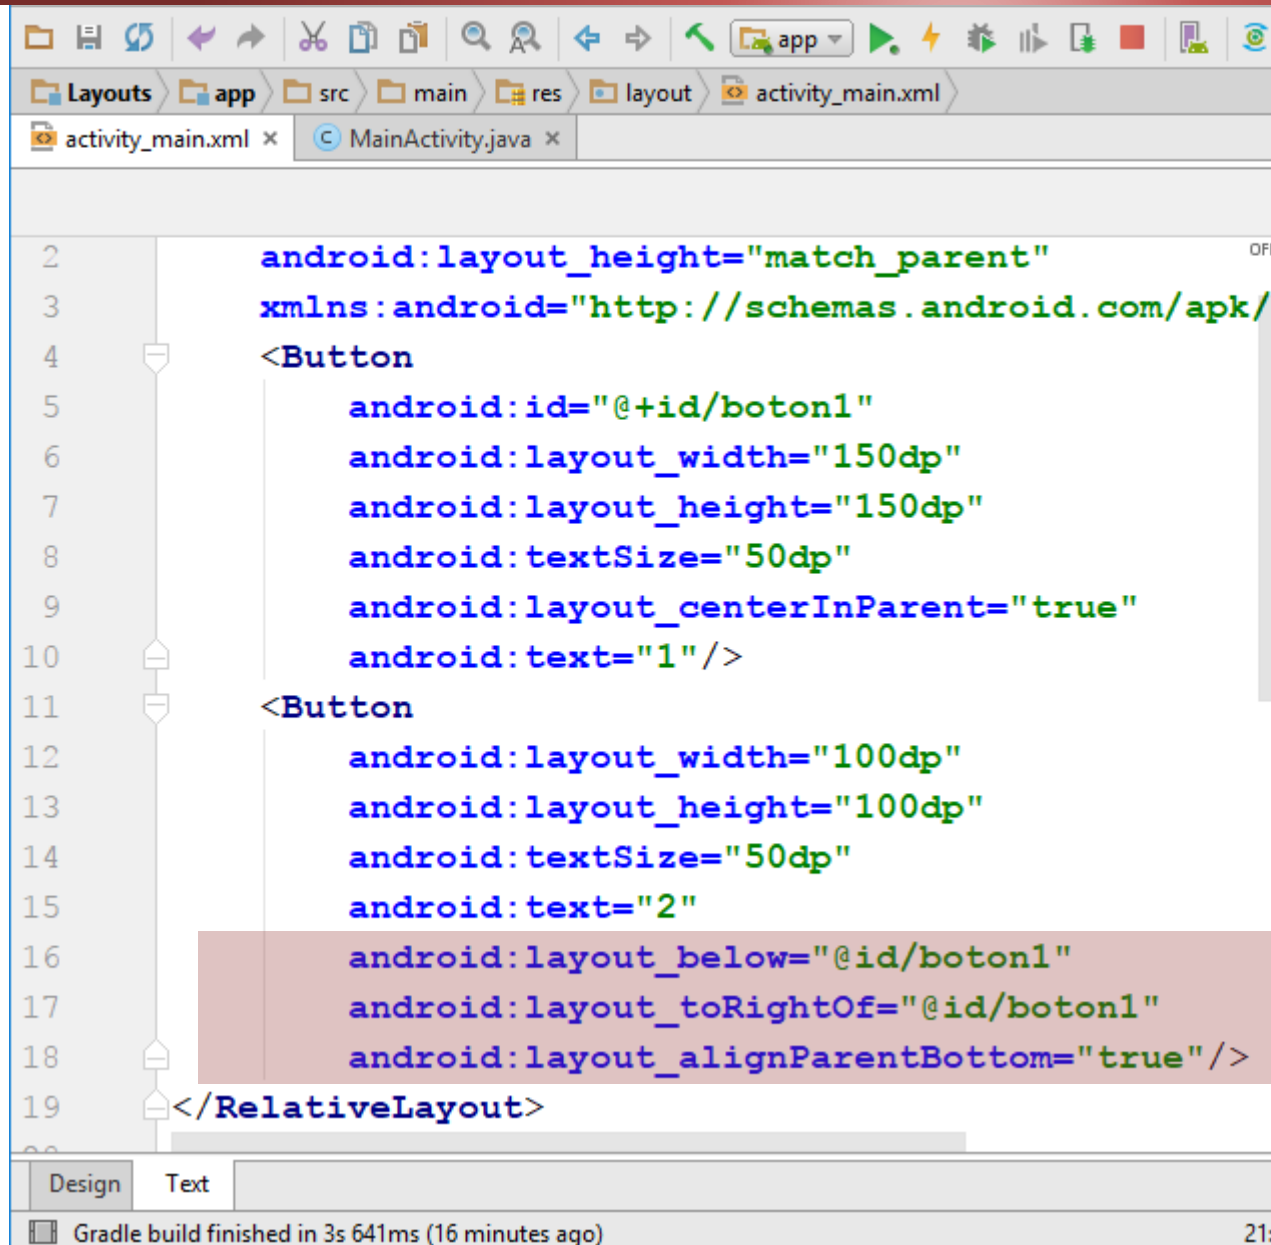 app
Layouts app src main res layout activity_main.xml
activity_main.xml × C MainActivity.java ×
2 android:layout_height="match_parent"
3 xmlns:android="http://schemas.android.com/apk/
4 <Button
5 android:id="@+id/boton1"
6 android:layout_width="150dp"
7 android:layout_height="150dp"
8 android:textSize="50dp"
9 android:layout_centerInParent="true"
10 android:text="1"/>
11 <Button
12 android:layout_width="100dp"
13 android:layout_height="100dp"
14 android:textSize="50dp"
15 android:text="2"
16 android:layout_below="@id/boton1"
17 android:layout_toRightOf="@id/boton1"
18 android:layout_alignParentBottom="true"/>
19 </RelativeLayout>
Design Text
Gradle build finished in 3s 641ms (16 minutes ago)